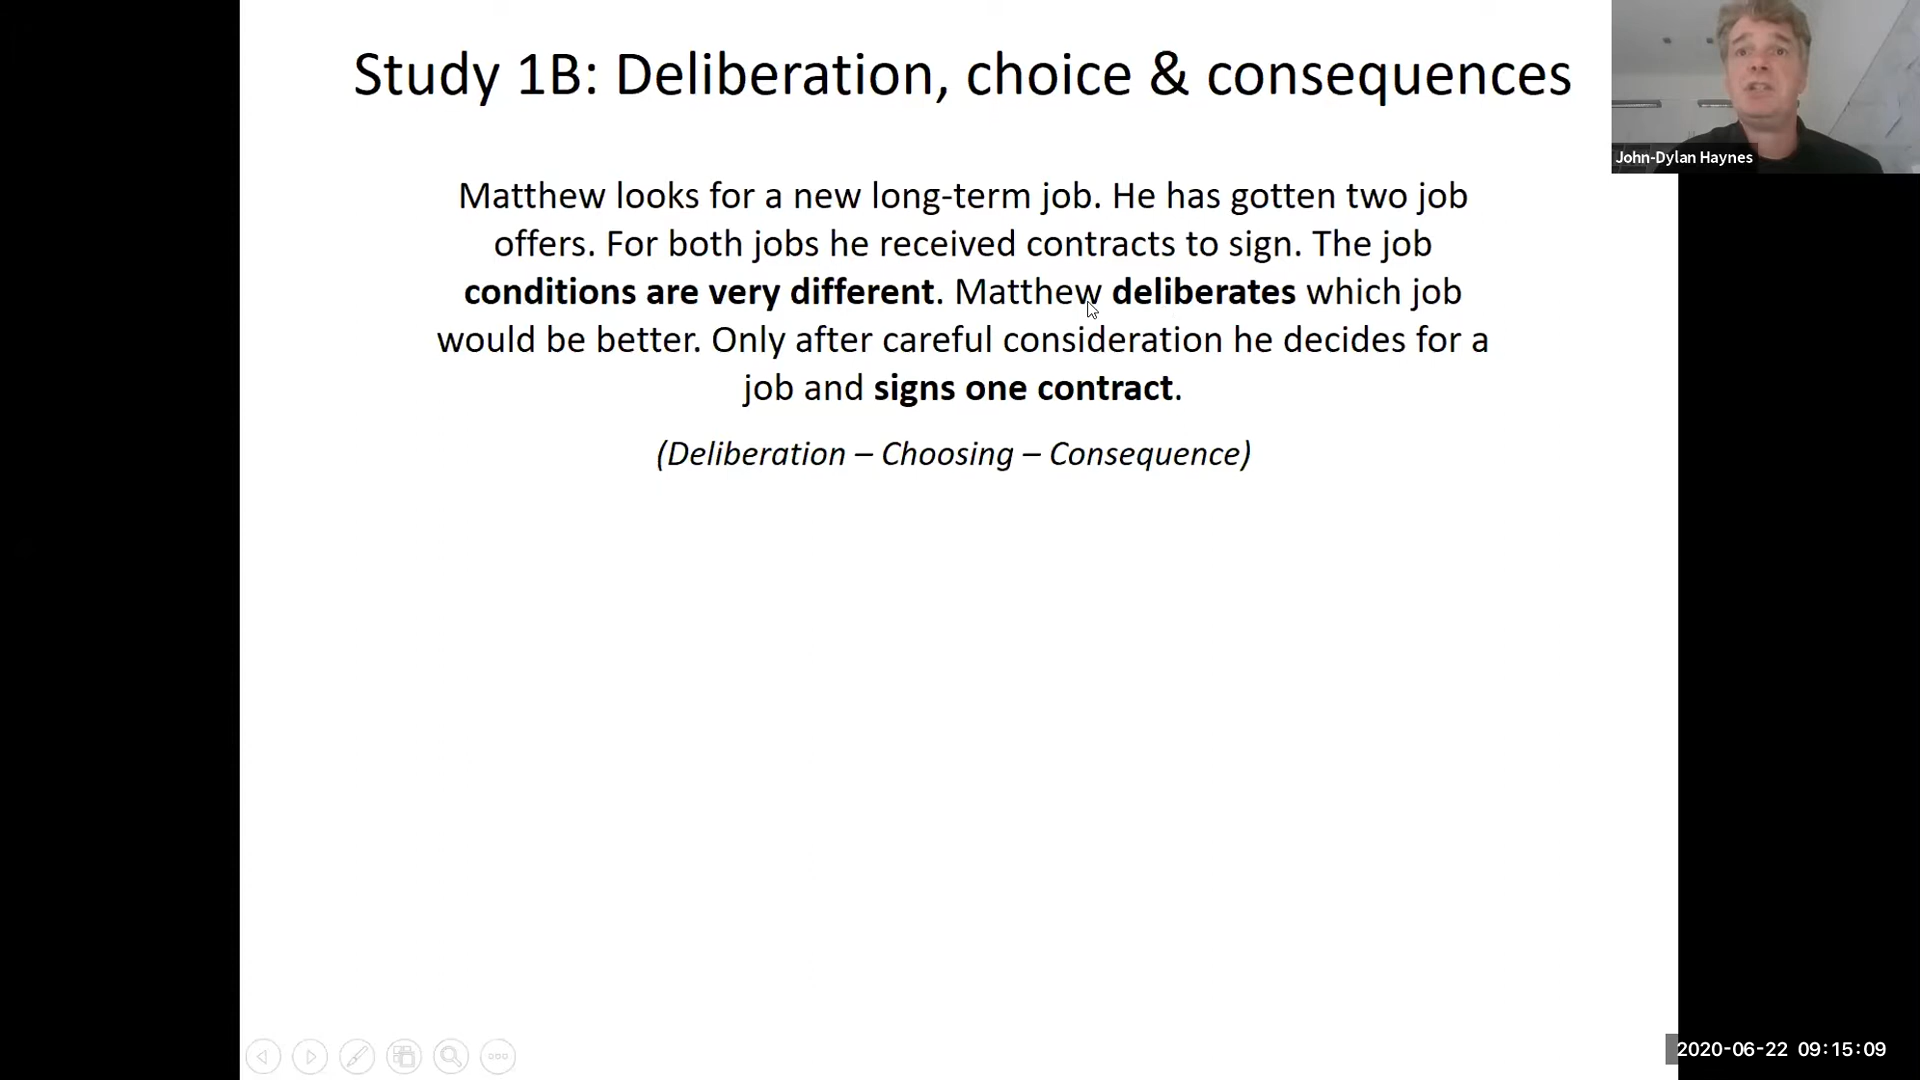 Study 1B: Deliberation, choice & consequences
John-Dylan Haynes
Matthew looks for a new long-term job. He has gotten two job
offers. For both jobs he received contracts to sign. The job
conditions are very different. Matthew deliberates which job
would be better. Only after careful consideration he decides for a
job and signs one contract.
(Deliberation – Choosing – Consequence)
2020-06-22 09:15:09